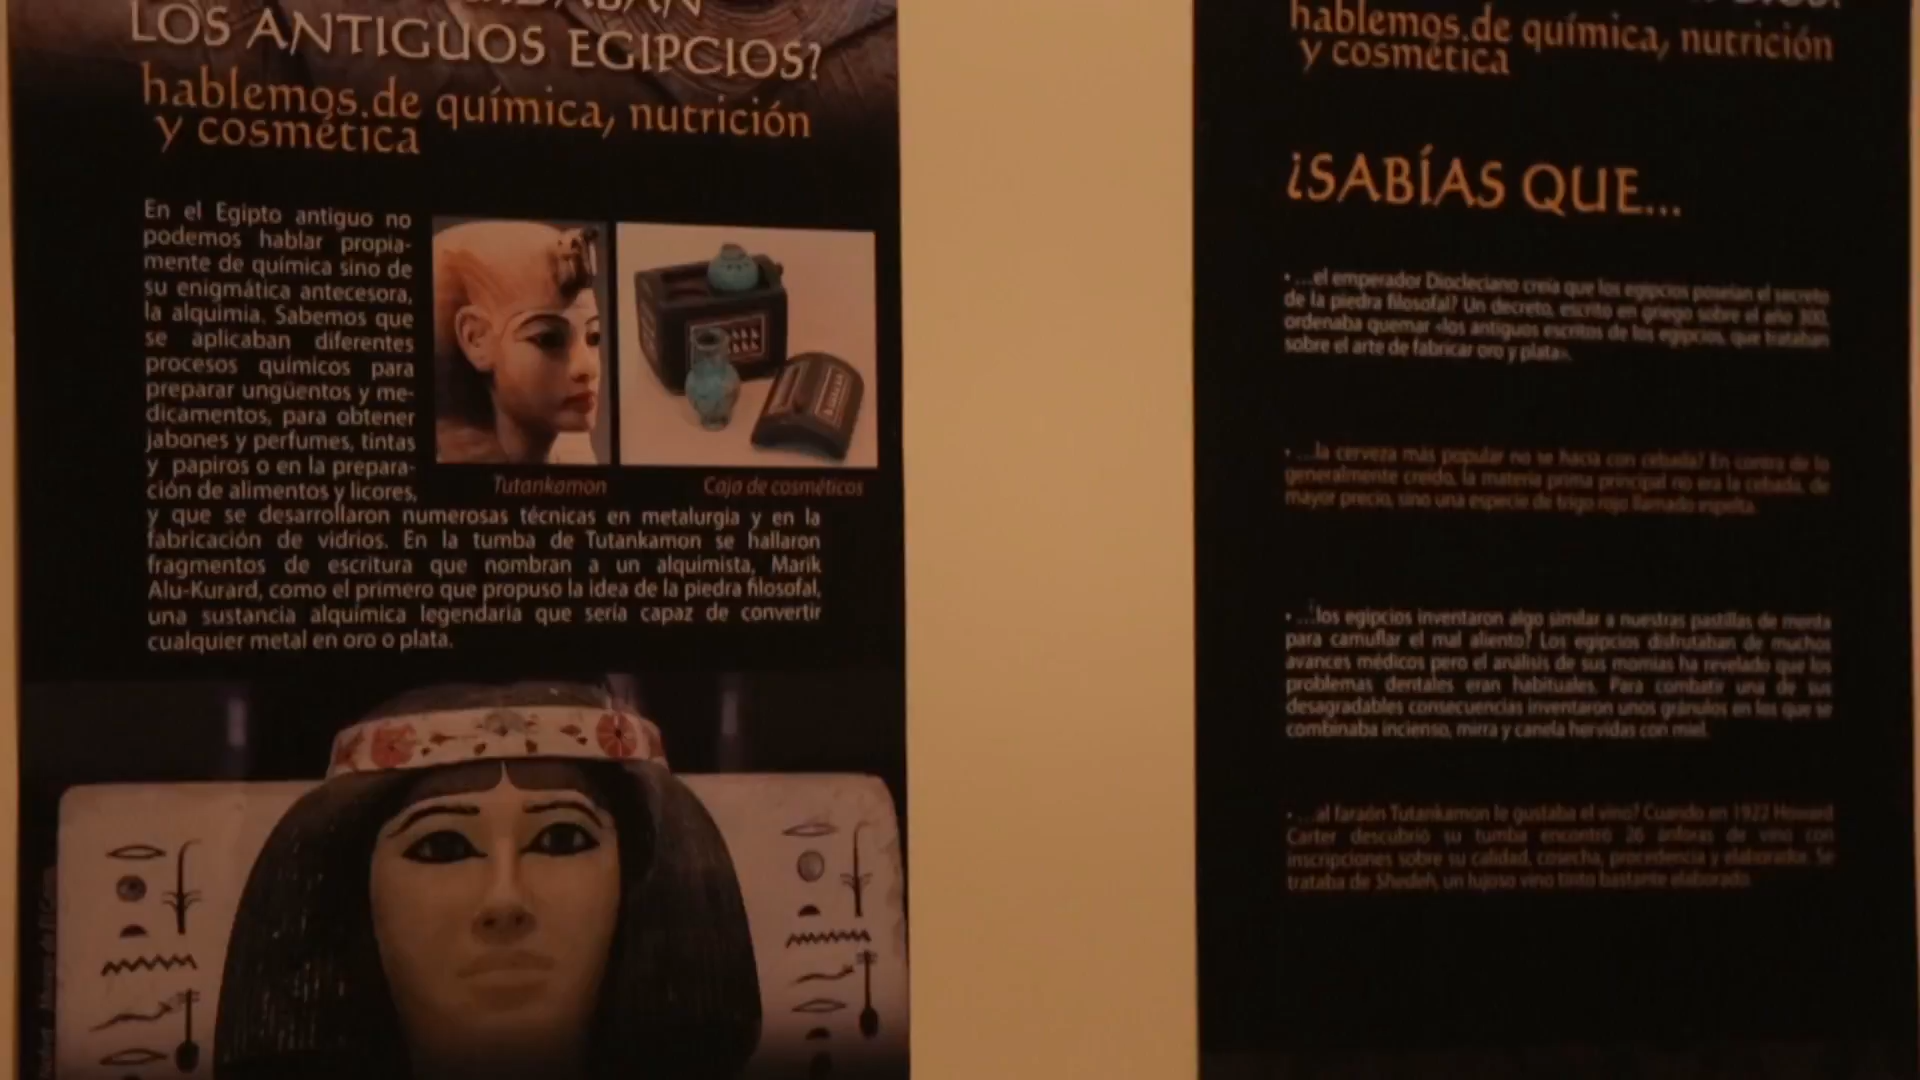 LOS ANTIGUOS EGIPCIOS?
hablemos de química, nutrición
y cosmética
En el Egipto antiguo no
podemos hablar propia-
mente de química sino de
su enigmática antecesora,
la alquimia. Sabemos que
se aplicaban diferentes
procesos químicos para
preparar ungüentos y me-
dicamentos, para obtener
jabones y perfumes, tintas
y papiros o en la prepara-
ción de alimentos y licores,
y que se desarrollaron numerosas técnicas en metalurgia y en la
fabricación de vidrios. En la tumba de Tutankamon se hallaron
fragmentos de escritura que nombran a un alquimista, Marik
Alu-Kurard, como el primero que propuso la idea de la piedra filosofal,
una sustancia alquímica legendaria que sería capaz de convertir
cualquier metal en oro o plata.
Tutankamon
Caja de cosméticos
hablemos de química, nutrición
y cosmética
¿SABÍAS QUE...
• ...el emperador Diocleciano creía que los egipcios poseían el secreto
de la piedra filosofal? Un decreto, escrito en griego sobre el año 300,
ordenaba quemar «los antiguos escritos de los egipcios, que trataban
sobre el arte de fabricar oro y plata».
• ...la cerveza más popular no se hacía con cebada? En contra de lo
generalmente creído, la materia prima principal no era la cebada, de
mayor precio, sino una especie de trigo rojo llamado espelta.
• ...los egipcios inventaron algo similar a nuestras pastillas de menta
para camuflar el mal aliento? Los egipcios disfrutaban de muchos
avances médicos pero el análisis de sus momias ha revelado que los
problemas dentales eran habituales. Para combatir una de sus
desagradables consecuencias inventaron unos gránulos en los que se
combinaba incienso, mirra y canela hervidas con miel.
• ...al faraón Tutankamon le gustaba el vino? Cuando en 1922 Howard
Carter descubrió su tumba encontró 26 ánforas de vino con
inscripciones sobre su calidad, cosecha, procedencia y elaborador. Se
trataba de Shedeh, un lujoso vino tinto bastante elaborado.